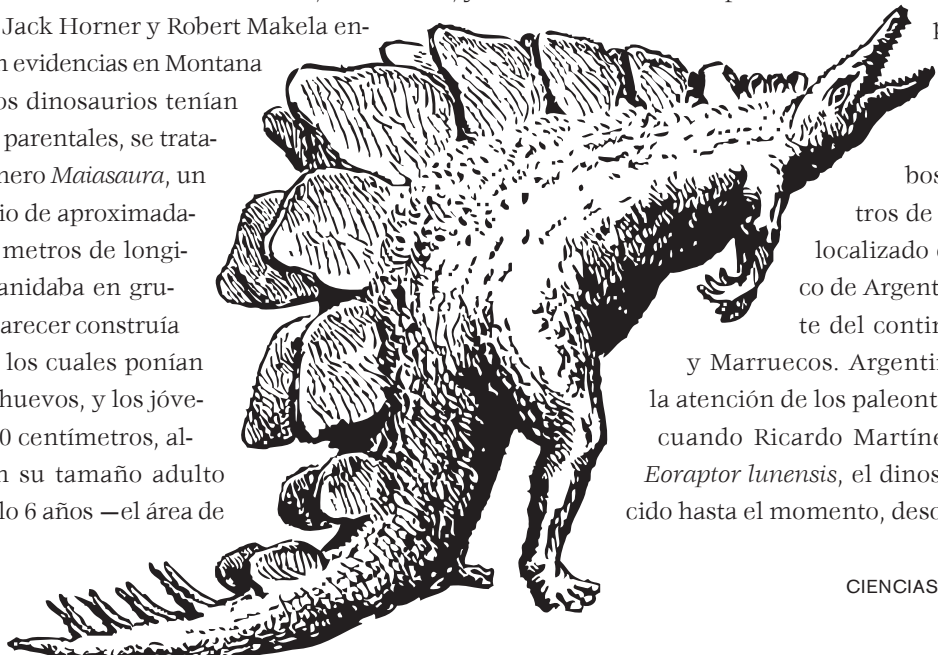 Jack Horner y Robert Makela en-
evidencias en Montana
os dinosaurios tenían
parentales, se trata-
nero Maiasaura, un
io de aproximada-
metros de longi-
anidaba en gru-
arecer construía
los cuales ponían
huevos, y los jóve-
0 centímetros, al-
n su tamaño adulto
lo 6 años —el área de
bos
tros de
localizado
co de Argent
te del contin
y Marruecos. Argentin
la atención de los paleont
cuando Ricardo Martíne
Eoraptor lunensis, el dinos
cido hasta el momento, desc
CIENCIAS